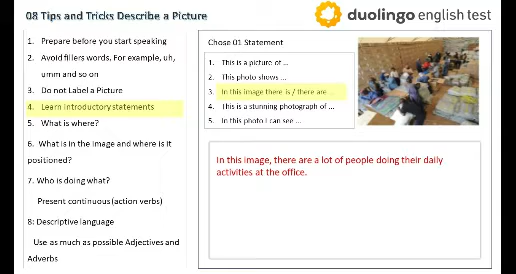 08 Tips and Tricks Describe a Picture
duolingo english test
1. Prepare before you start speaking
2. Avoid fillers words. For example, uh,
umm and so on
3. Do not Label a Picture
4. Learn Introductory statements
5. What is where?
6. What is in the image and where is it
positioned?
7. Who is doing what?
Present continuous (action verbs)
8: Descriptive language
Use as much as possible Adjectives and
Adverbs
Chose 01 Statement
1. This is a picture of ..
2. This photo shows ...
3. In this image there is / there are ...
4. This is a stunning photograph of ...
5. In this photo I can see ...
In this image, there are a lot of people doing their daily
activities at the office.